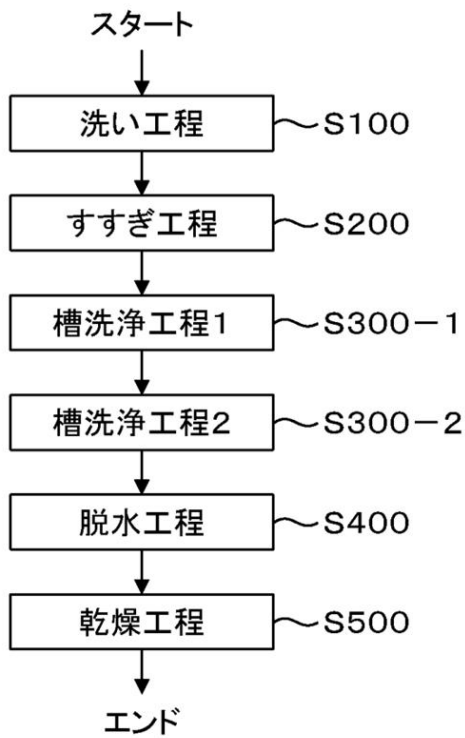 スタート
洗い工程 S100
すすぎ工程 S200
槽洗浄工程1 S300-1
槽洗浄工程2 S300-2
脱水工程 S400
乾燥工程 S500
エンド